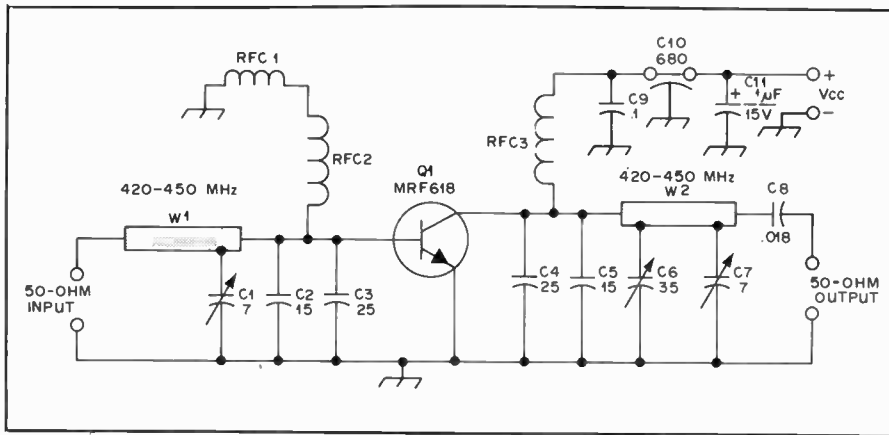 RFC 1
RFC2
420-450 MHz
W1
50-OHM
INPUT
C1
7
C2
15
C3
25
Q1
MRF618
RFC3
C9
.1
C10
680
C11
+ 1µF
15V
+
Vcc
-
420-450 MHz
W2
C4
25
C5
15
C6
35
C7
7
C8
.018
50-OHM
OUTPUT